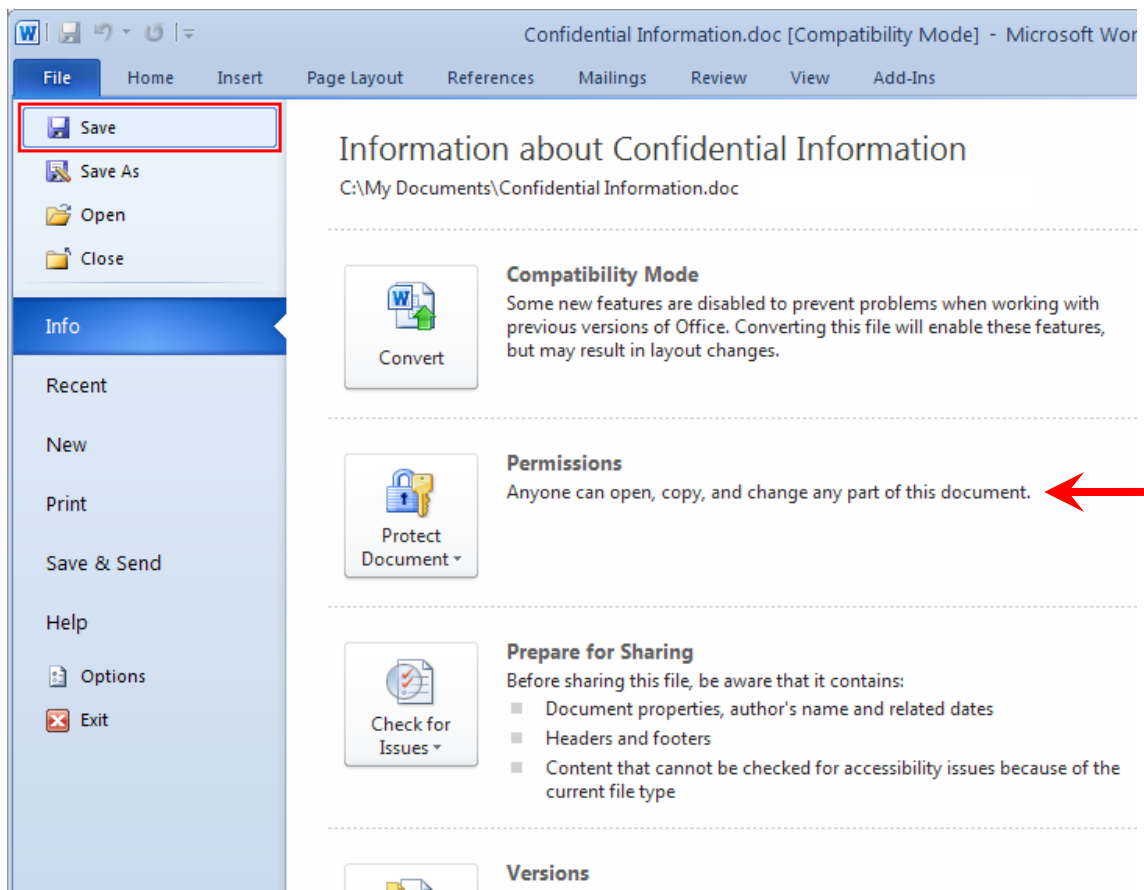 Confidential Information.doc [Compatibility Mode] - Microsoft Wor
File Home Insert Page Layout References Mailings Review View Add-Ins
Save
Save As
Open
Close
Info
Recent
New
Print
Save & Send
Help
Options
Exit
Information about Confidential Information
C:\My Documents\Confidential Information.doc
Convert
Compatibility Mode
Some new features are disabled to prevent problems when working with
previous versions of Office. Converting this file will enable these features,
but may result in layout changes.
Protect
Document
Permissions
Anyone can open, copy, and change any part of this document.
Check for
Issues
Prepare for Sharing
Before sharing this file, be aware that it contains:
Document properties, author's name and related dates
Headers and footers
Content that cannot be checked for accessibility issues because of the
current file type
Versions